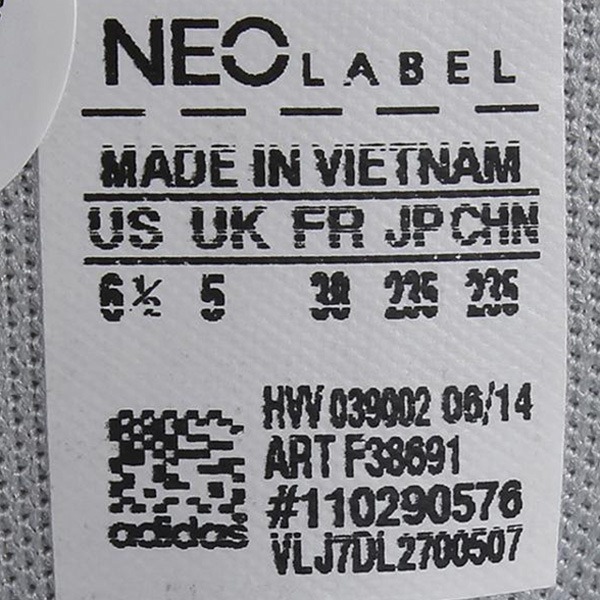 NEO LABEL
MADE IN VIETNAM
US UK FR JP CHN
6½ 5 38 235 235
HVV 039002 06/14
ART F38691
#110290576
VLJ7DL2700507
adidas